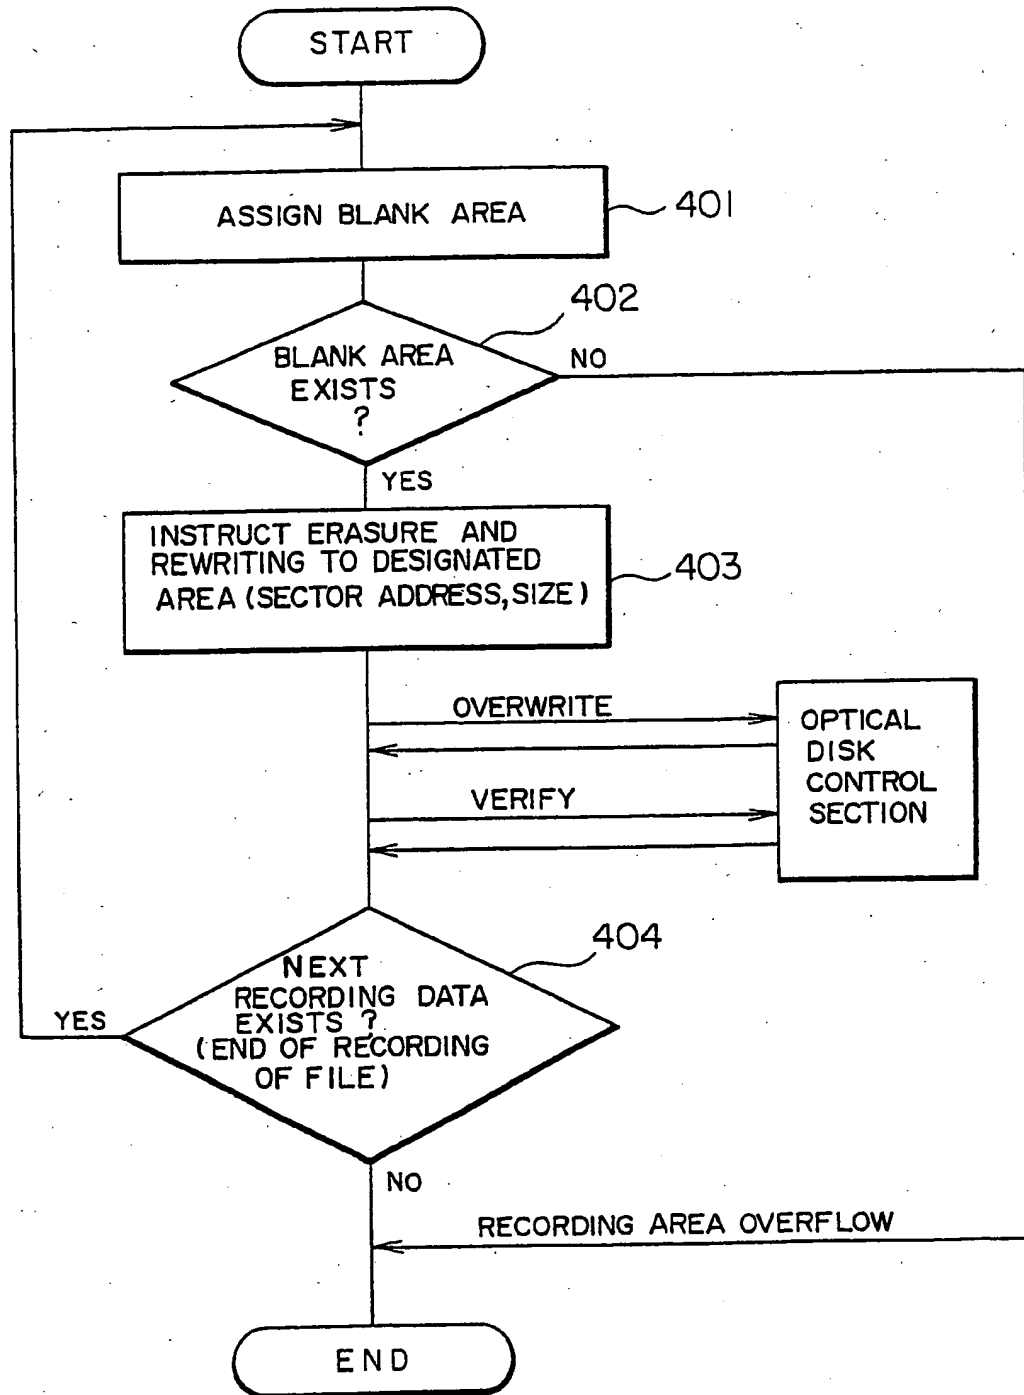 START
ASSIGN BLANK AREA
401
402
BLANK AREA
EXISTS
?
NO
YES
INSTRUCT ERASURE AND
REWRITING TO DESIGNATED
AREA (SECTOR ADDRESS, SIZE)
403
OVERWRITE
VERIFY
OPTICAL
DISK
CONTROL
SECTION
404
NEXT
RECORDING DATA
EXISTS ?
(END OF RECORDING
OF FILE)
YES
NO
RECORDING AREA OVERFLOW
END